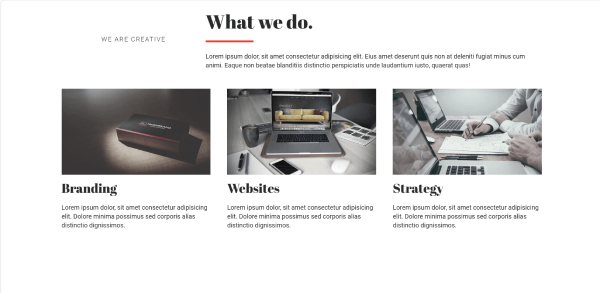 What we do.
WE ARE CREATIVE
Lorem ipsum dolor, sit amet consectetur adipisicing elit. Eius amet deserunt quis non at deleniti fugiat minus cum
animi. Eaque non beatae blanditiis distinctio perspiciatis unde laudantium iusto, quaerat quas!
Branding
Lorem ipsum dolor, sit amet consectetur adipisicing
elit. Dolore minima possimus sed corporis alias
distinctio dignissimos.
Websites
Lorem ipsum dolor, sit amet consectetur adipisicing
elit. Dolore minima possimus sed corporis alias
distinctio dignissimos.
Strategy
Lorem ipsum dolor, sit amet consectetur adipisicing
elit. Dolore minima possimus sed corporis alias
distinctio dignissimos.